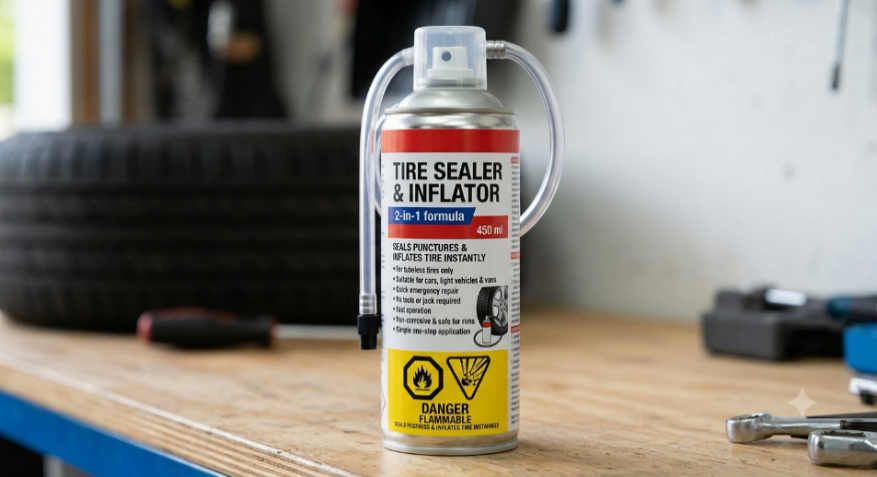 TIRE SEALER
& INFLATOR
2-in-1 formula
450 ml
SEALS PUNCTURES &
INFLATES TIRE INSTANTLY
• For tubeless tires only
• Suitable for cars, light vehicles & vans
• Quick emergency repair
• No tools or jack required
• fast operation
• Non-corrosive & safe for rims
• Simple one-step application
DANGER
FLAMMABLE
& INFLATES TIRE